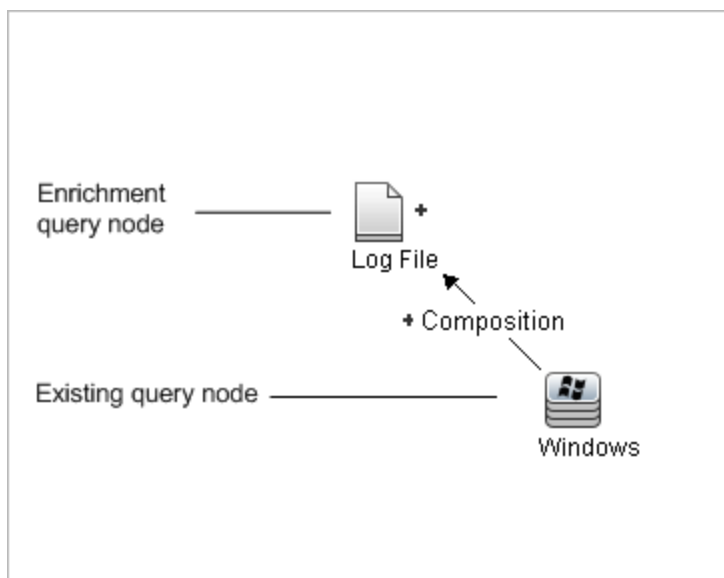 Enrichment
query node
Log File
Composition
Existing query node
Windows